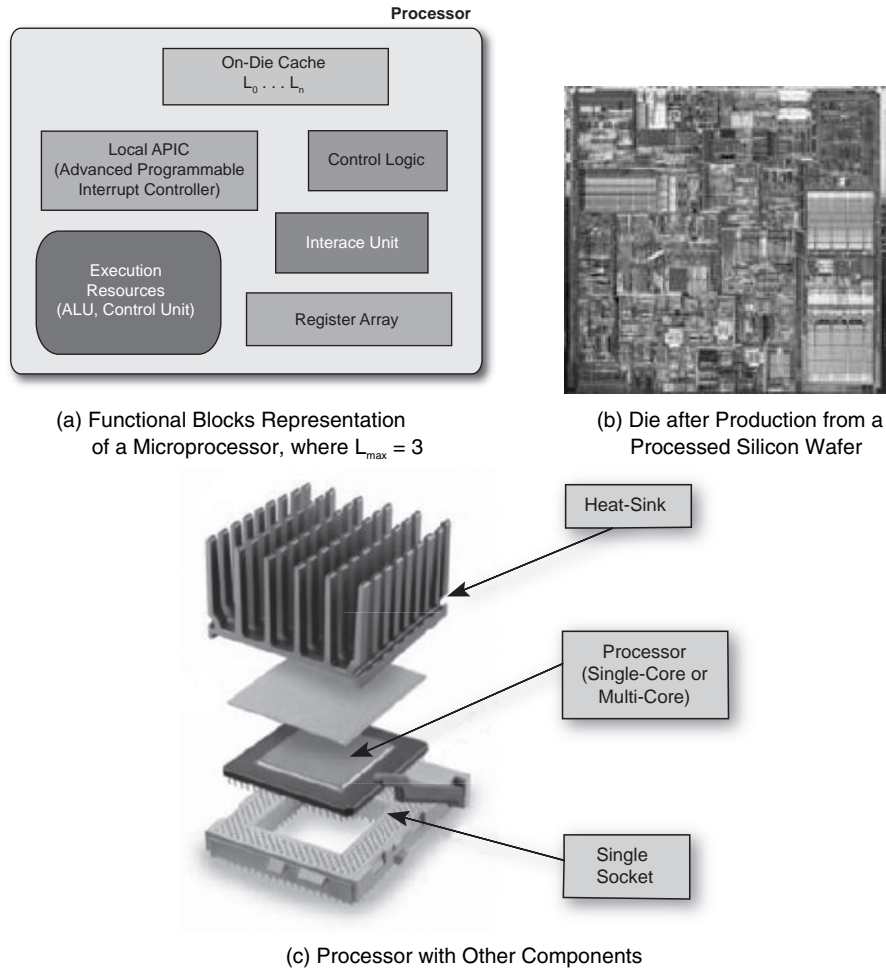 Processor
On-Die Cache
L0 . . . Ln
Local APIC
(Advanced Programmable
Interrupt Controller)
Control Logic
Interace Unit
Execution
Resources
(ALU, Control Unit)
Register Array
(a) Functional Blocks Representation
of a Microprocessor, where Lmax = 3
(b) Die after Production from a
Processed Silicon Wafer
Heat-Sink
Processor
(Single-Core or
Multi-Core)
Single
Socket
(c) Processor with Other Components